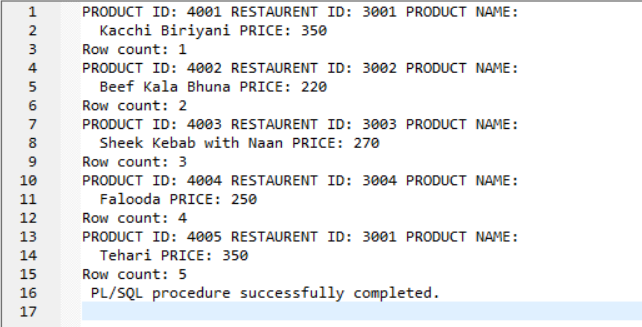 1 PRODUCT ID: 4001 RESTAURENT ID: 3001 PRODUCT NAME:
2 Kacchi Biriyani PRICE: 350
3 Row count: 1
4 PRODUCT ID: 4002 RESTAURENT ID: 3002 PRODUCT NAME:
5 Beef Kala Bhuna PRICE: 220
6 Row count: 2
7 PRODUCT ID: 4003 RESTAURENT ID: 3003 PRODUCT NAME:
8 Sheek Kebab with Naan PRICE: 270
9 Row count: 3
10 PRODUCT ID: 4004 RESTAURENT ID: 3004 PRODUCT NAME:
11 Falooda PRICE: 250
12 Row count: 4
13 PRODUCT ID: 4005 RESTAURENT ID: 3001 PRODUCT NAME:
14 Tehari PRICE: 350
15 Row count: 5
16 PL/SQL procedure successfully completed.
17